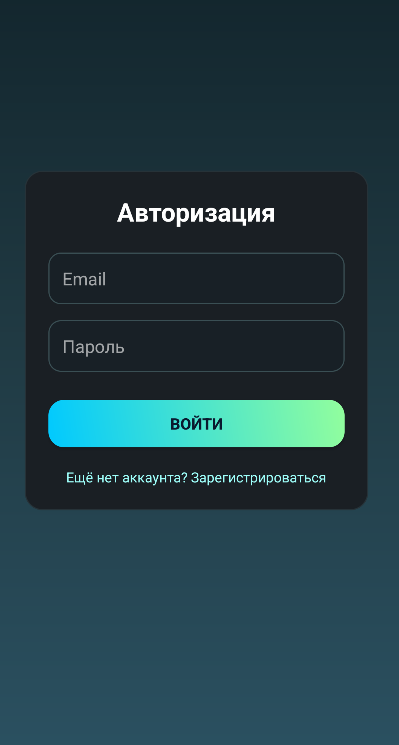 Авторизация
Email
Пароль
ВОЙТИ
Ещё нет аккаунта? Зарегистрироваться